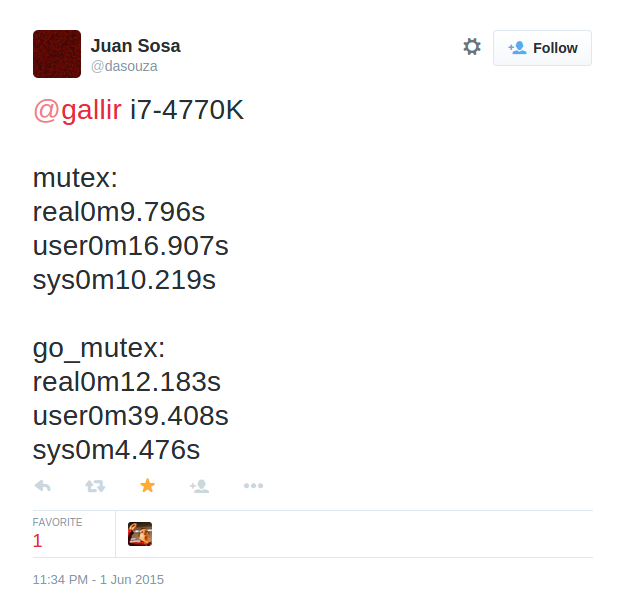 Juan Sosa
@dasouza
Follow
@gallir i7-4770K
mutex:
real0m9.796s
user0m16.907s
sys0m10.219s
go_mutex:
real0m12.183s
user0m39.408s
sys0m4.476s
FAVORITE
1
11:34 PM - 1 Jun 2015